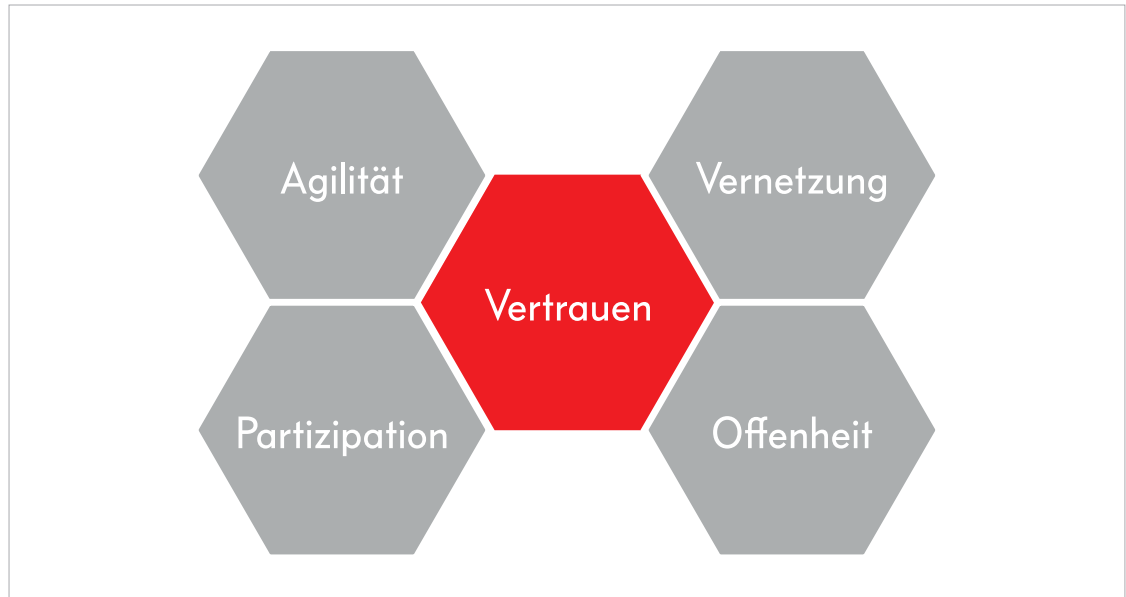 Agilität
Vernetzung
Vertrauen
Partizipation
Offenheit